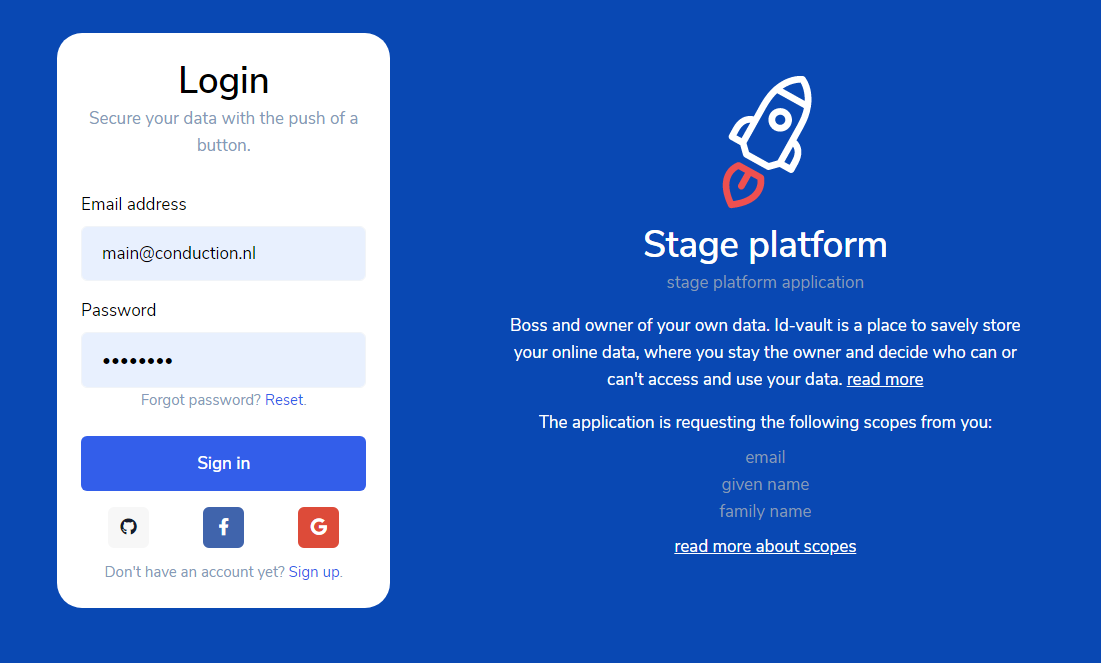 Login
Secure your data with the push of a
button.
Email address
main@conduction.nl
Password
••••••••
Forgot password? Reset.
Sign in
Don't have an account yet? Sign up.
Stage platform
stage platform application
Boss and owner of your own data. Id-vault is a place to savely store
your online data, where you stay the owner and decide who can or
can't access and use your data. read more
The application is requesting the following scopes from you:
email
given name
family name
read more about scopes